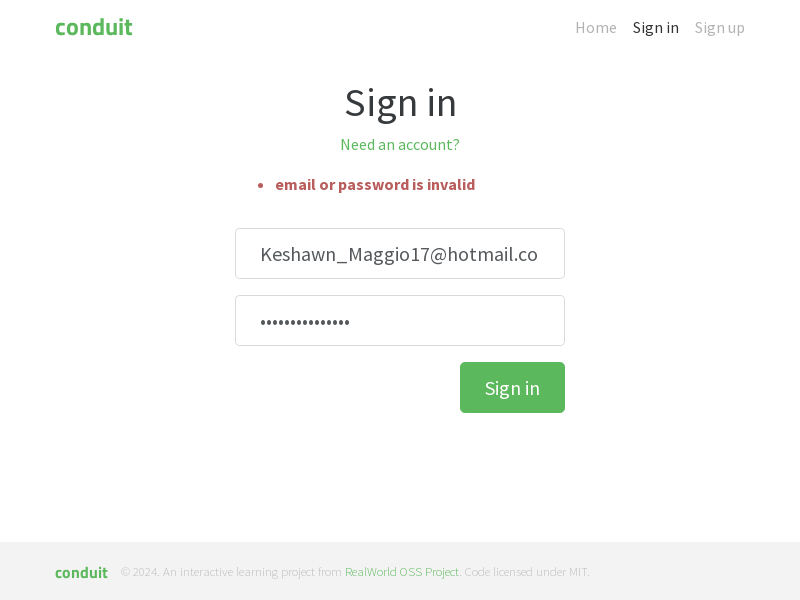 conduit
Home Sign in Sign up
Sign in
Need an account?
• email or password is invalid
Keshawn_Maggio17@hotmail.co
•••••••••••••••
Sign in
conduit © 2024. An interactive learning project from RealWorld OSS Project. Code licensed under MIT.